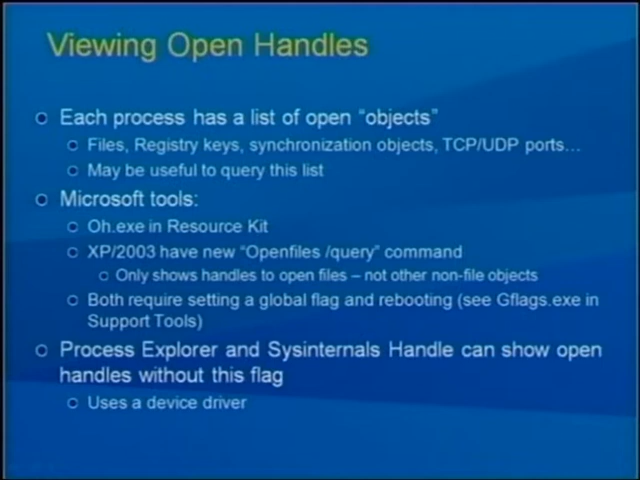 Viewing Open Handles
Each process has a list of open “objects”
Files, Registry keys, synchronization objects, TCP/UDP ports…
May be useful to query this list
Microsoft tools:
Oh.exe in Resource Kit
XP/2003 have new “Openfiles /query” command
Only shows handles to open files – not other non-file objects
Both require setting a global flag and rebooting (see Gflags.exe in
Support Tools)
Process Explorer and Sysinternals Handle can show open
handles without this flag
Uses a device driver